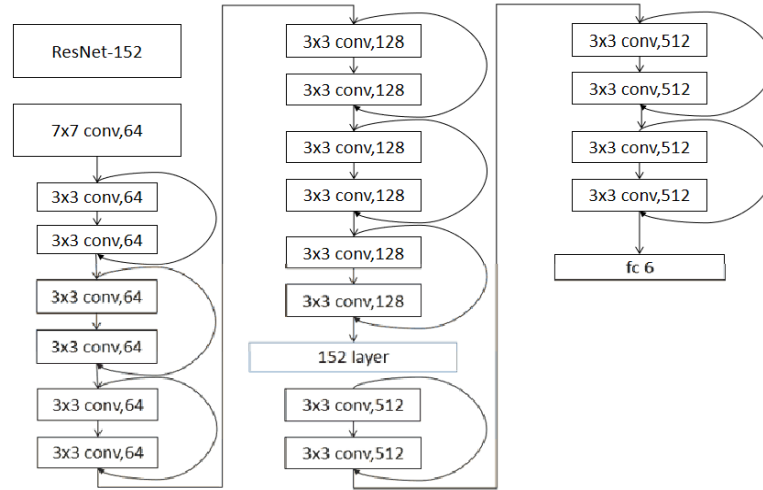 ResNet-152
7x7 conv,64
3x3 conv,64
3x3 conv,64
3x3 conv,64
3x3 conv,64
3x3 conv,64
3x3 conv,64
3x3 conv,128
3x3 conv,128
3x3 conv,128
3x3 conv,128
3x3 conv,128
3x3 conv,128
152 layer
3x3 conv,512
3x3 conv,512
3x3 conv,512
3x3 conv,512
3x3 conv,512
3x3 conv,512
fc 6